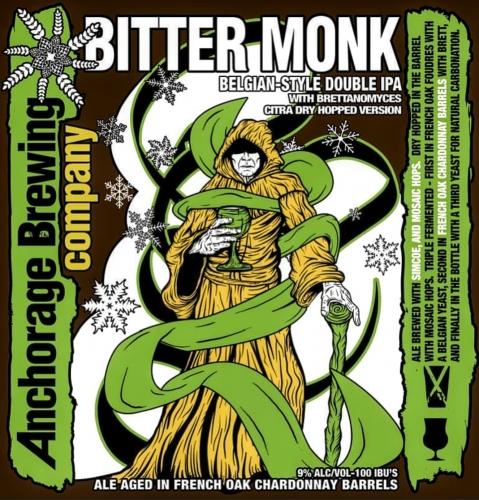 Anchorage Brewing
company
BITTER MONK
BELGIAN-STYLE DOUBLE IPA
WITH BRETTANOMYCES
CITRA DRY HOPPED VERSION
ALE BREWED WITH SIMCOE, AND MOSAIC HOPS. DRY HOPPED IN THE BARREL
WITH MOSAIC HOPS. TRIPLE FERMENTED - FIRST IN FRENCH OAK FOUDRES WITH
A BELGIAN YEAST, SECOND IN FRENCH OAK CHARDONNAY BARRELS WITH BRETT,
AND FINALLY IN THE BOTTLE WITH A THIRD YEAST FOR NATURAL CARBONATION.
9% ALC/VOL-100 IBU'S
ALE AGED IN FRENCH OAK CHARDONNAY BARRELS